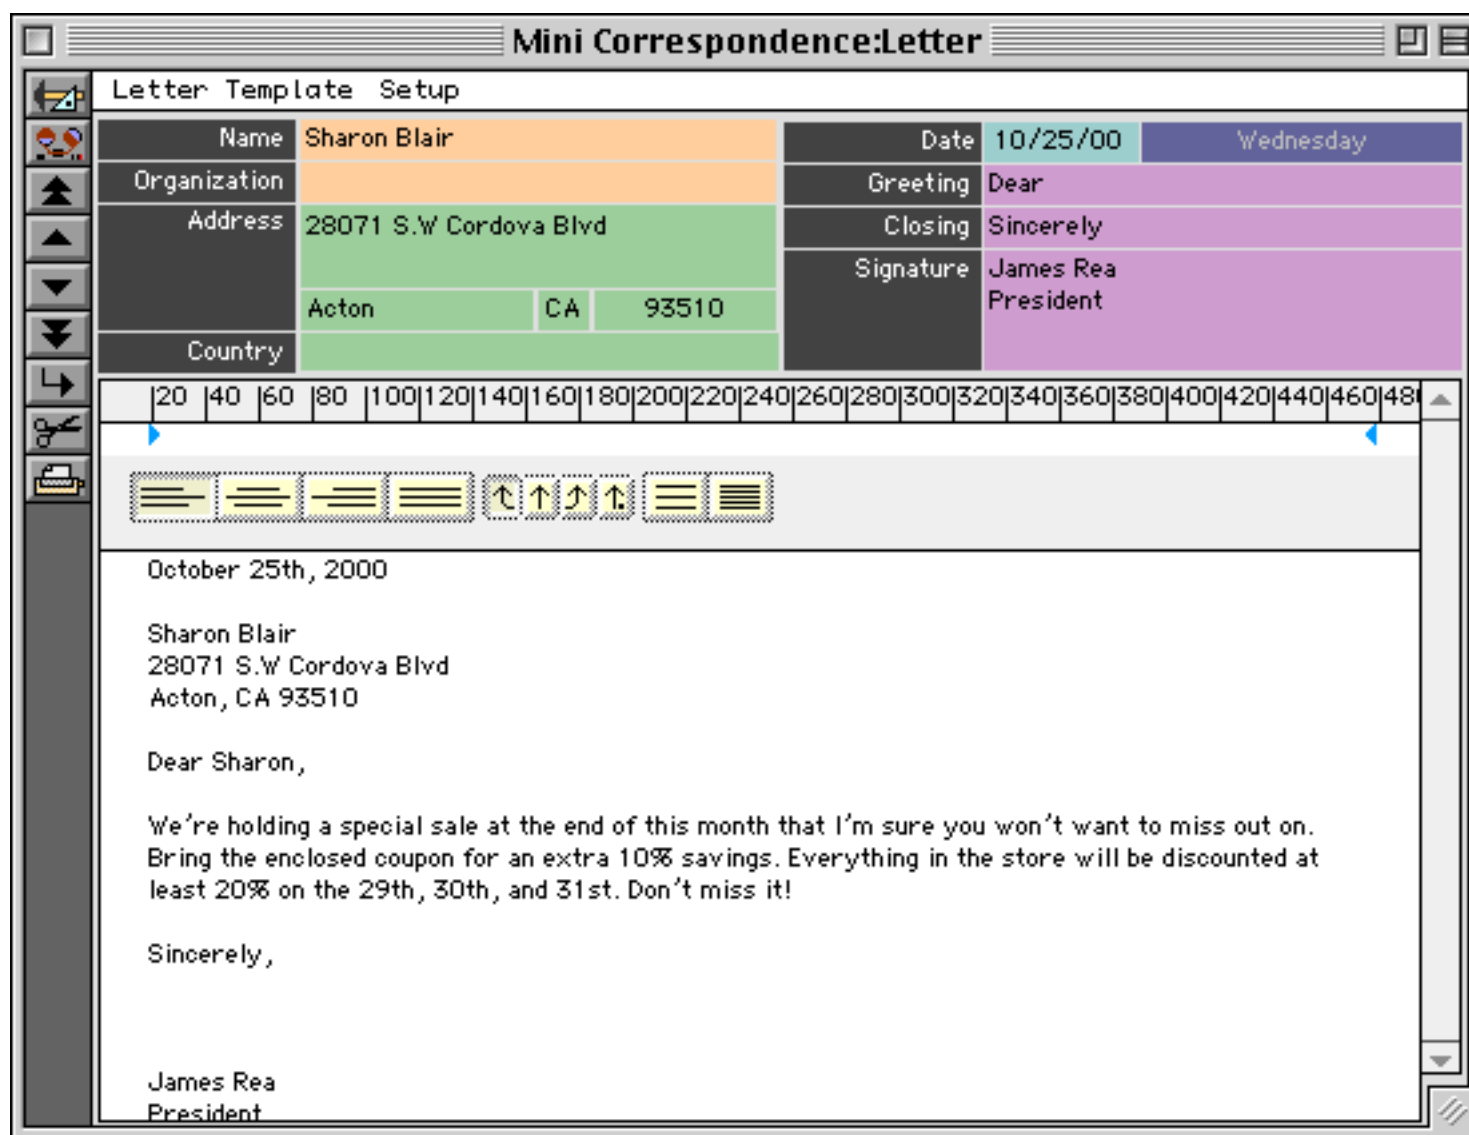 Mini Correspondence:Letter
Letter Template Setup
Name Sharon Blair
Date 10/25/00 Wednesday
Organization
Greeting Dear
Address 28071 S.W Cordova Blvd
Closing Sincerely
Signature James Rea
President
Acton CA 93510
Country
|20 |40 |60 |80 |100|120|140|160|180|200|220|240|260|280|300|320|340|360|380|400|420|440|460|48
October 25th, 2000
Sharon Blair
28071 S.W Cordova Blvd
Acton, CA 93510
Dear Sharon,
We're holding a special sale at the end of this month that I'm sure you won't want to miss out on.
Bring the enclosed coupon for an extra 10% savings. Everything in the store will be discounted at
least 20% on the 29th, 30th, and 31st. Don't miss it!
Sincerely,
James Rea
President